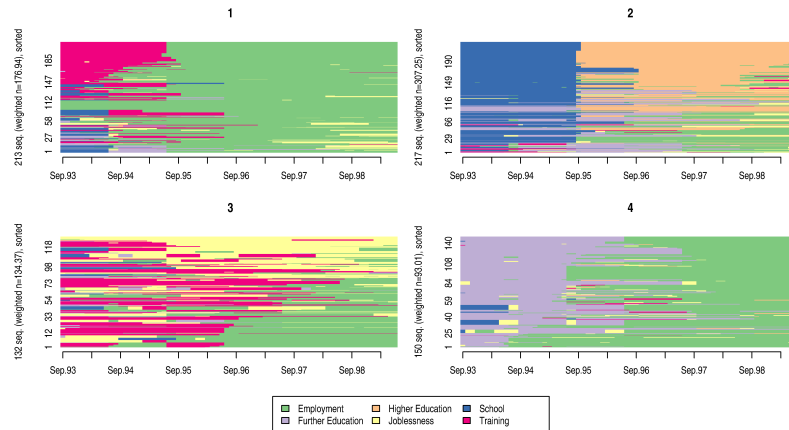 1
213 seq. (weighted n=176.94), sorted
1 27 58 112 147 185
Sep.93 Sep.94 Sep.95 Sep.96 Sep.97 Sep.98
2
217 seq. (weighted n=307.25), sorted
1 29 66 116 149 190
Sep.93 Sep.94 Sep.95 Sep.96 Sep.97 Sep.98
3
132 seq. (weighted n=134.37), sorted
1 12 33 54 73 98 118
Sep.93 Sep.94 Sep.95 Sep.96 Sep.97 Sep.98
4
150 seq. (weighted n=93.01), sorted
1 25 40 59 84 108 140
Sep.93 Sep.94 Sep.95 Sep.96 Sep.97 Sep.98
Employment Higher Education School
Further Education Joblessness Training